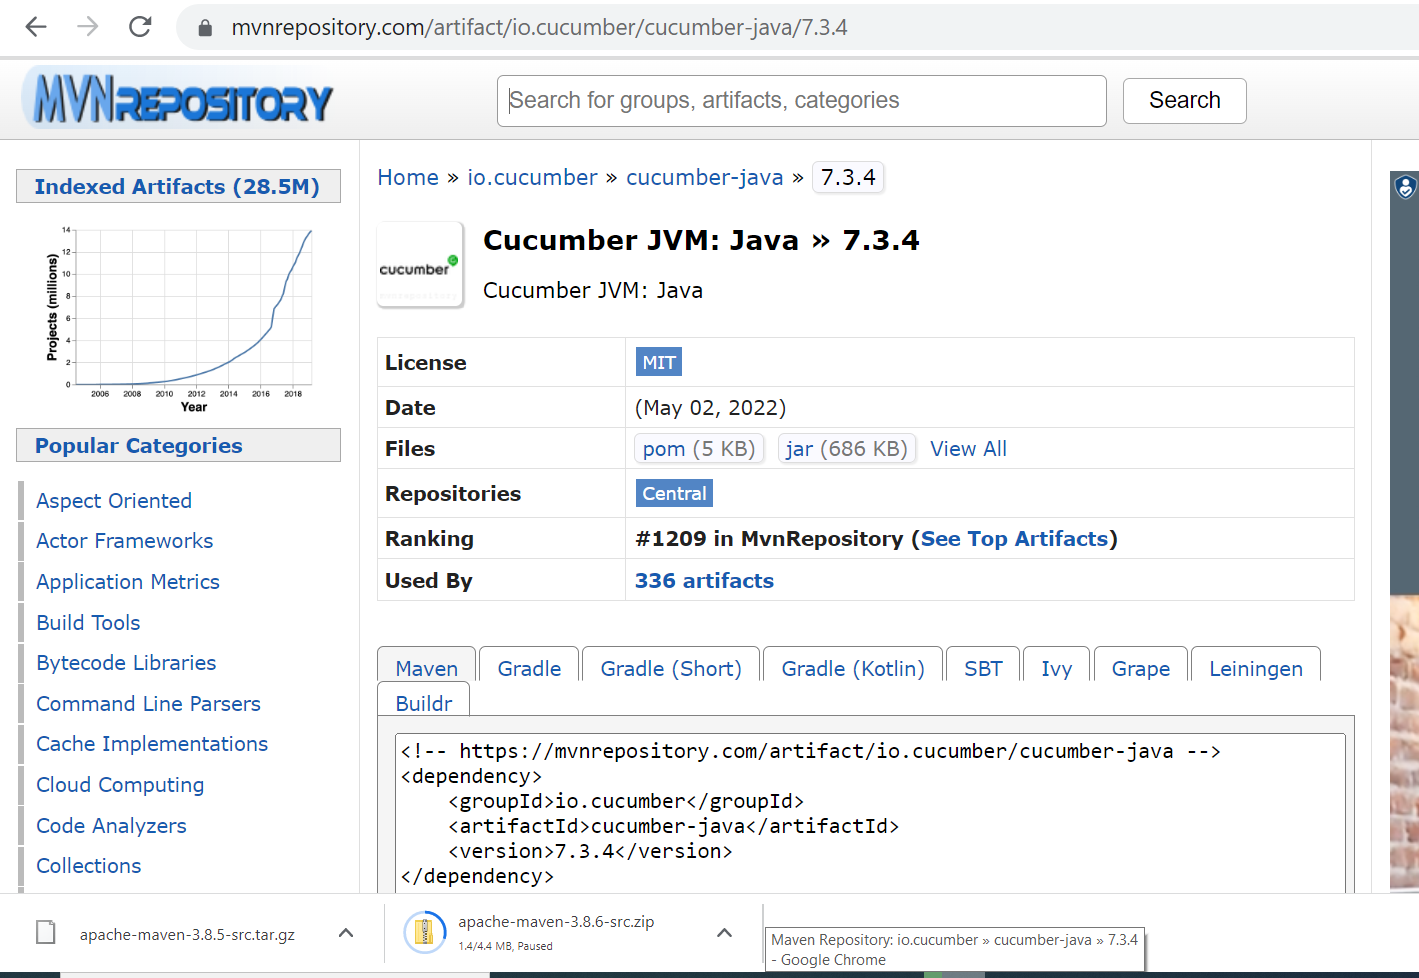 mvnrepository.com/artifact/io.cucumber/cucumber-java/7.3.4
MVNREPOSITORY
Search for groups, artifacts, categories
Search
Indexed Artifacts (28.5M)
Projects (millions)
14
12
10
8
6
4
2
0
2006 2008 2010 2012 2014 2016 2018
Year
Popular Categories
Aspect Oriented
Actor Frameworks
Application Metrics
Build Tools
Bytecode Libraries
Command Line Parsers
Cache Implementations
Cloud Computing
Code Analyzers
Collections
Home » io.cucumber » cucumber-java » 7.3.4
cucumber
Cucumber JVM: Java » 7.3.4
Cucumber JVM: Java
License MIT
Date (May 02, 2022)
Files pom (5 KB) jar (686 KB) View All
Repositories Central
Ranking #1209 in MvnRepository (See Top Artifacts)
Used By 336 artifacts
Maven Gradle Gradle (Short) Gradle (Kotlin) SBT Ivy Grape Leiningen
Buildr
<!-- https://mvnrepository.com/artifact/io.cucumber/cucumber-java -->
<dependency>
<groupId>io.cucumber</groupId>
<artifactId>cucumber-java</artifactId>
<version>7.3.4</version>
</dependency>
apache-maven-3.8.5-src.tar.gz
apache-maven-3.8.6-src.zip
1.4/4.4 MB, Paused
Maven Repository: io.cucumber » cucumber-java » 7.3.4
- Google Chrome